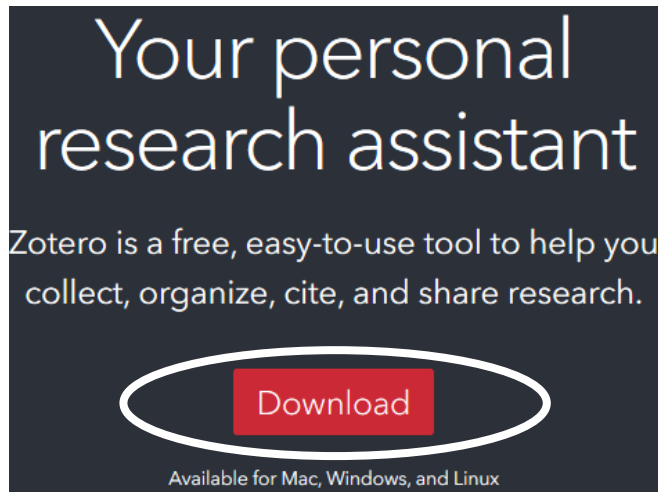 Your personal
research assistant
Zotero is a free, easy-to-use tool to help you
collect, organize, cite, and share research.
Download
Available for Mac, Windows, and Linux